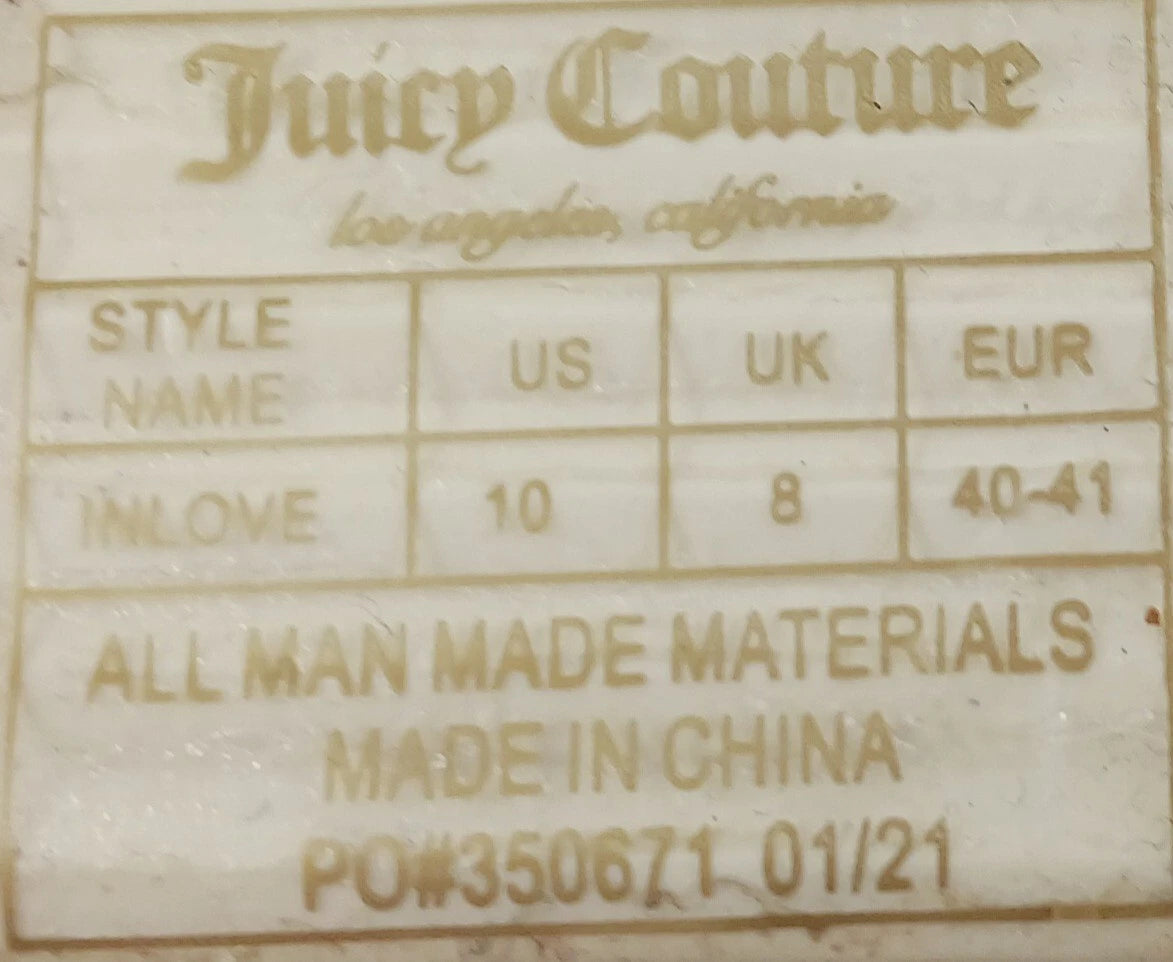 Juicy Couture
los angeles, california
STYLE NAME US UK EUR
INLOVE 10 8 40-41
ALL MAN MADE MATERIALS
MADE IN CHINA
PO#350671 01/21